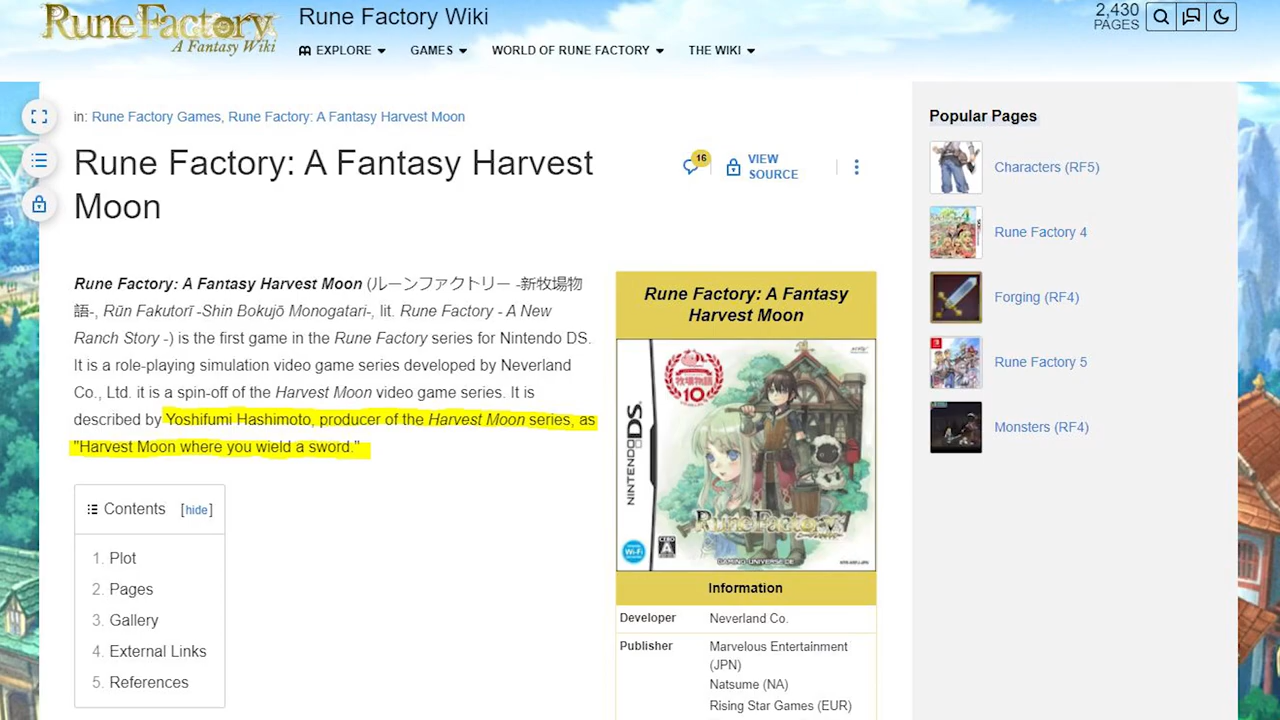 Rune Factory
A Fantasy Wiki
Rune Factory Wiki
EXPLORE
GAMES
WORLD OF RUNE FACTORY
THE WIKI
2,430
PAGES
in: Rune Factory Games, Rune Factory: A Fantasy Harvest Moon
Rune Factory: A Fantasy Harvest
Moon
16
VIEW
SOURCE
Rune Factory: A Fantasy Harvest Moon (ルーンファクトリー -新牧場物
語-, Rūn Fakutorī -Shin Bokujō Monogatari-, lit. Rune Factory - A New
Ranch Story -) is the first game in the Rune Factory series for Nintendo DS.
It is a role-playing simulation video game series developed by Neverland
Co., Ltd. it is a spin-off of the Harvest Moon video game series. It is
described by Yoshifumi Hashimoto, producer of the Harvest Moon series, as
"Harvest Moon where you wield a sword."
Contents [hide]
1. Plot
2. Pages
3. Gallery
4. External Links
5. References
Rune Factory: A Fantasy
Harvest Moon
NINTENDO DS
牧場物語
10
Rune Factory
Wi-Fi
CERO
A
GAMING-UNIVERSE.DE
Information
Developer Neverland Co.
Publisher Marvelous Entertainment
(JPN)
Natsume (NA)
Rising Star Games (EUR)
Popular Pages
Characters (RF5)
Rune Factory 4
Forging (RF4)
Rune Factory 5
Monsters (RF4)